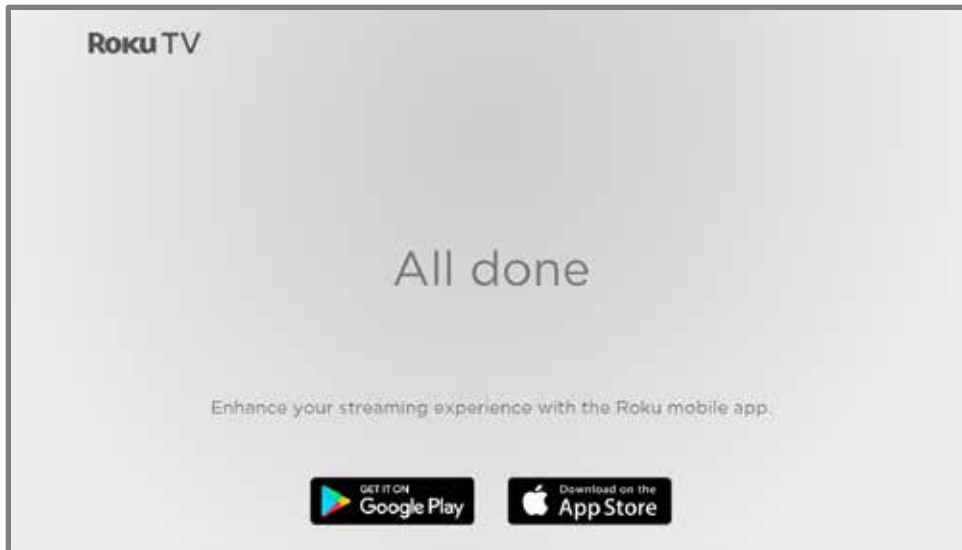 Roku TV
All done
Enhance your streaming experience with the Roku mobile app.
GET IT ON
Google Play
Download on the
App Store